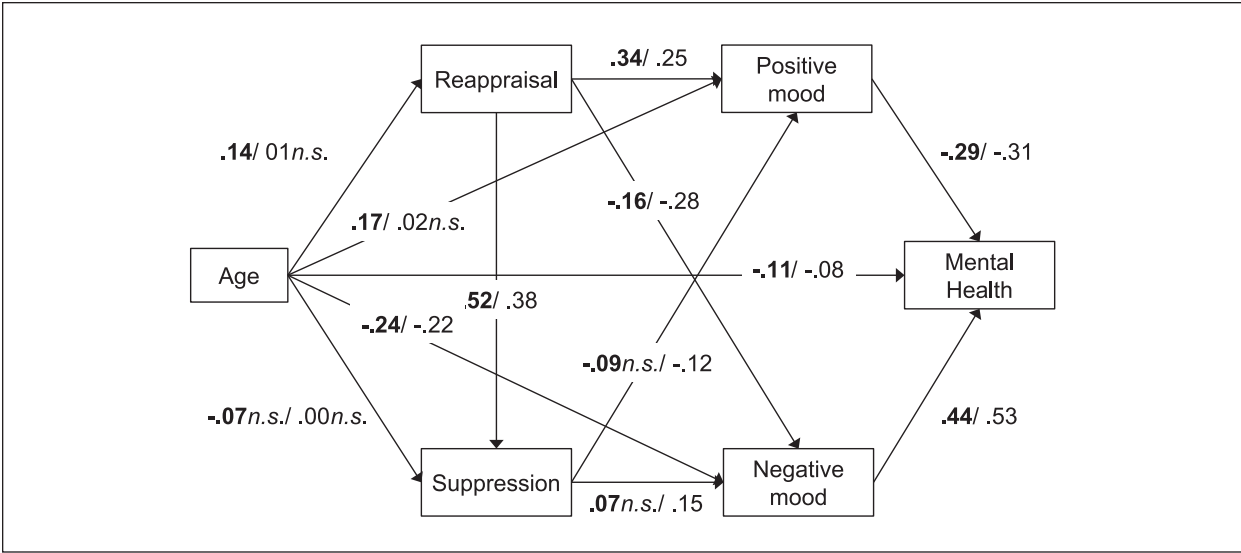 .34/ .25
Reappraisal
Positive
mood
.14/ 01n.s.
-.29/ -.31
-.16/ -.28
.17/ .02n.s.
Age
-.11/ -.08
Mental
Health
.52/ .38
-.24/ -.22
-.09n.s./ -.12
-.07n.s./ .00n.s.
.44/ .53
Suppression
Negative
mood
.07n.s./ .15